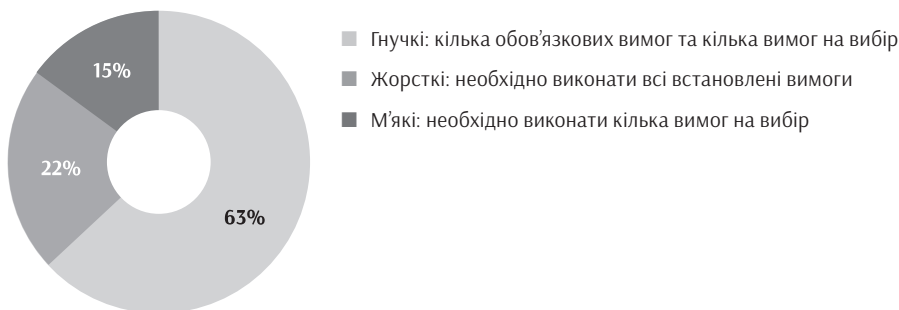 Гнучкі: кілька обов’язкових вимог та кілька вимог на вибір
Жорсткі: необхідно виконати всі встановлені вимоги
М’які: необхідно виконати кілька вимог на вибір
15%
22%
63%